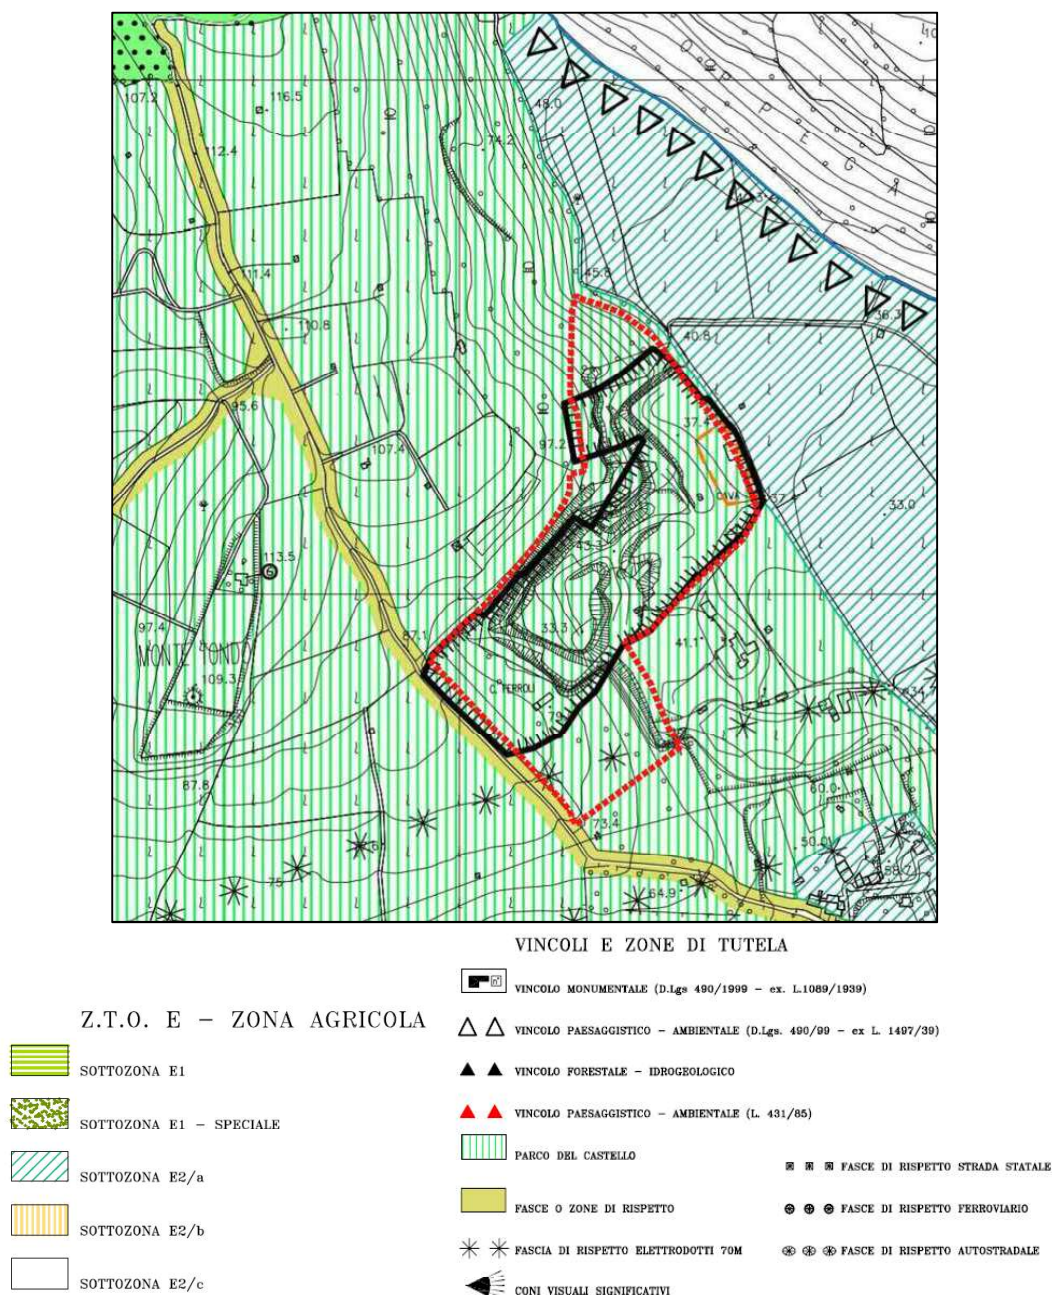 107.2
116.5
112.4
74.2
48.0
45.8
40.8
36.3
111.4
110.8
95.6
107.4
97.2
37.4
CAVA
33.0
113.5
6
43.3
33.3
87.1
41.1
97.4
MONTE TONDO
109.3
C. FERROLI
87.8
60.0
73.4
50.0
75
64.9
VINCOLI E ZONE DI TUTELA
VINCOLO MONUMENTALE (D.Lgs 490/1999 - ex. L.1089/1939)
Z.T.O. E - ZONA AGRICOLA
VINCOLO PAESAGGISTICO - AMBIENTALE (D.Lgs. 490/99 - ex L. 1497/39)
SOTTOZONA E1
VINCOLO FORESTALE - IDROGEOLOGICO
SOTTOZONA E1 - SPECIALE
VINCOLO PAESAGGISTICO - AMBIENTALE (L. 431/85)
PARCO DEL CASTELLO
SOTTOZONA E2/a
FASCE DI RISPETTO STRADA STATALE
SOTTOZONA E2/b
FASCE O ZONE DI RISPETTO
FASCE DI RISPETTO FERROVIARIO
FASCIA DI RISPETTO ELETTRODOTTI 70M
FASCE DI RISPETTO AUTOSTRADALE
SOTTOZONA E2/c
CONI VISUALI SIGNIFICATIVI